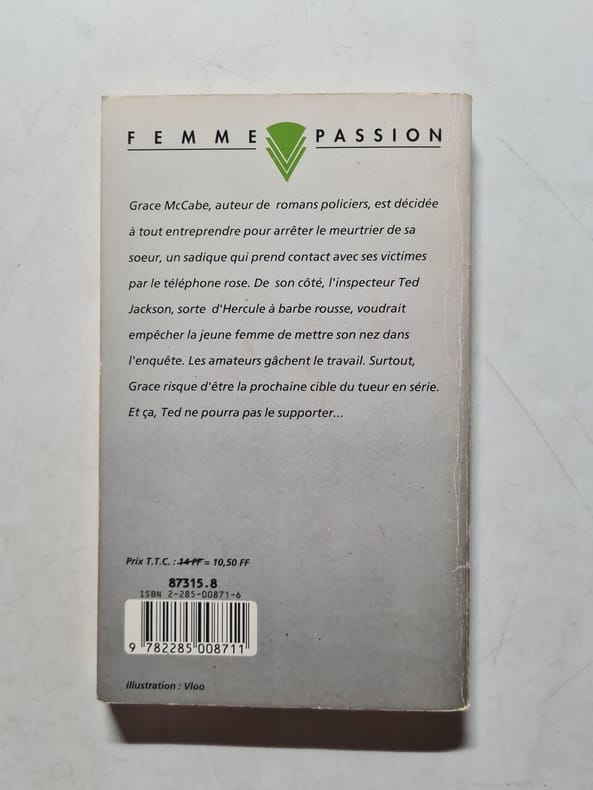 FEMME PASSION
Grace McCabe, auteur de romans policiers, est décidée
à tout entreprendre pour arrêter le meurtrier de sa
soeur, un sadique qui prend contact avec ses victimes
par le téléphone rose. De son côté, l'inspecteur Ted
Jackson, sorte d'Hercule à barbe rousse, voudrait
empêcher la jeune femme de mettre son nez dans
l'enquête. Les amateurs gâchent le travail. Surtout,
Grace risque d'être la prochaine cible du tueur en série.
Et ça, Ted ne pourra pas le supporter...
Prix T.T.C. : 14 FF = 10,50 FF
87315.8
ISBN 2-285-00871-6
9 782285 008711
illustration : Vloo